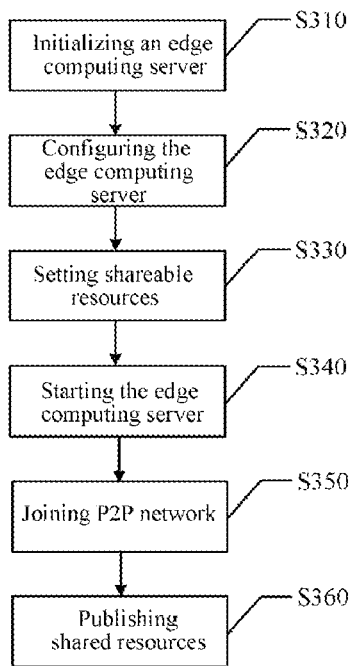 S310
Initializing an edge
computing server
S320
Configuring the
edge computing
server
S330
Setting shareable
resources
S340
Starting the edge
computing server
S350
Joining P2P network
S360
Publishing
shared resources